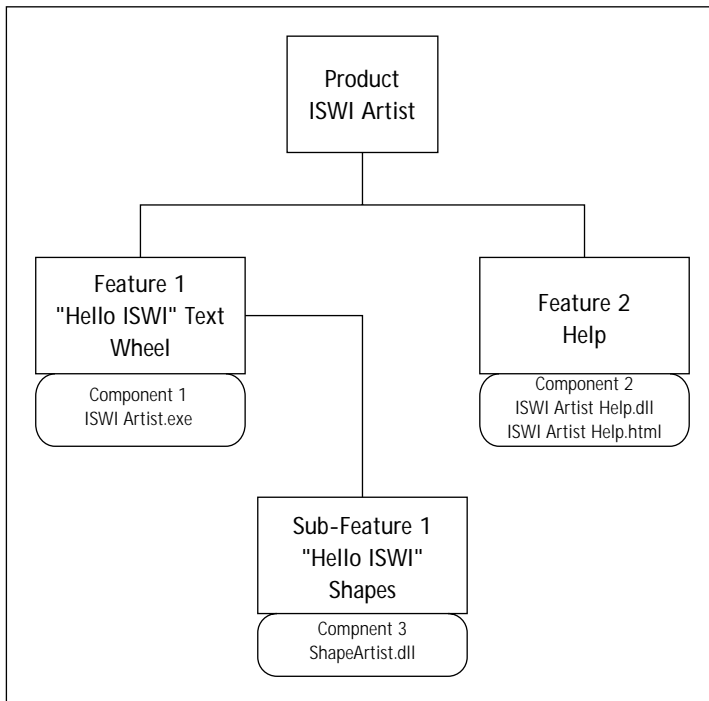 Product
ISWI Artist
Feature 1
"Hello ISWI" Text
Wheel
Component 1
ISWI Artist.exe
Feature 2
Help
Component 2
ISWI Artist Help.dll
ISWI Artist Help.html
Sub-Feature 1
"Hello ISWI"
Shapes
Compnent 3
ShapeArtist.dll